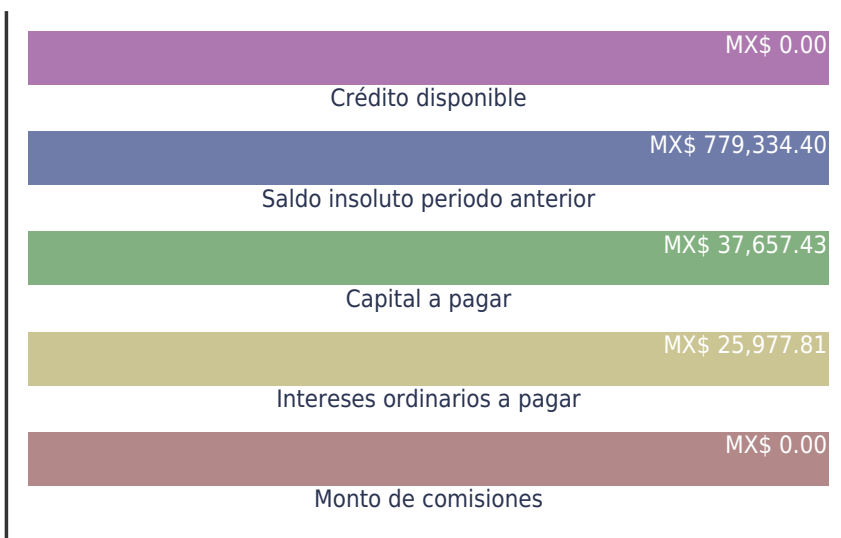 MX$ 0.00
Crédito disponible
MX$ 779,334.40
Saldo insoluto periodo anterior
MX$ 37,657.43
Capital a pagar
MX$ 25,977.81
Intereses ordinarios a pagar
MX$ 0.00
Monto de comisiones